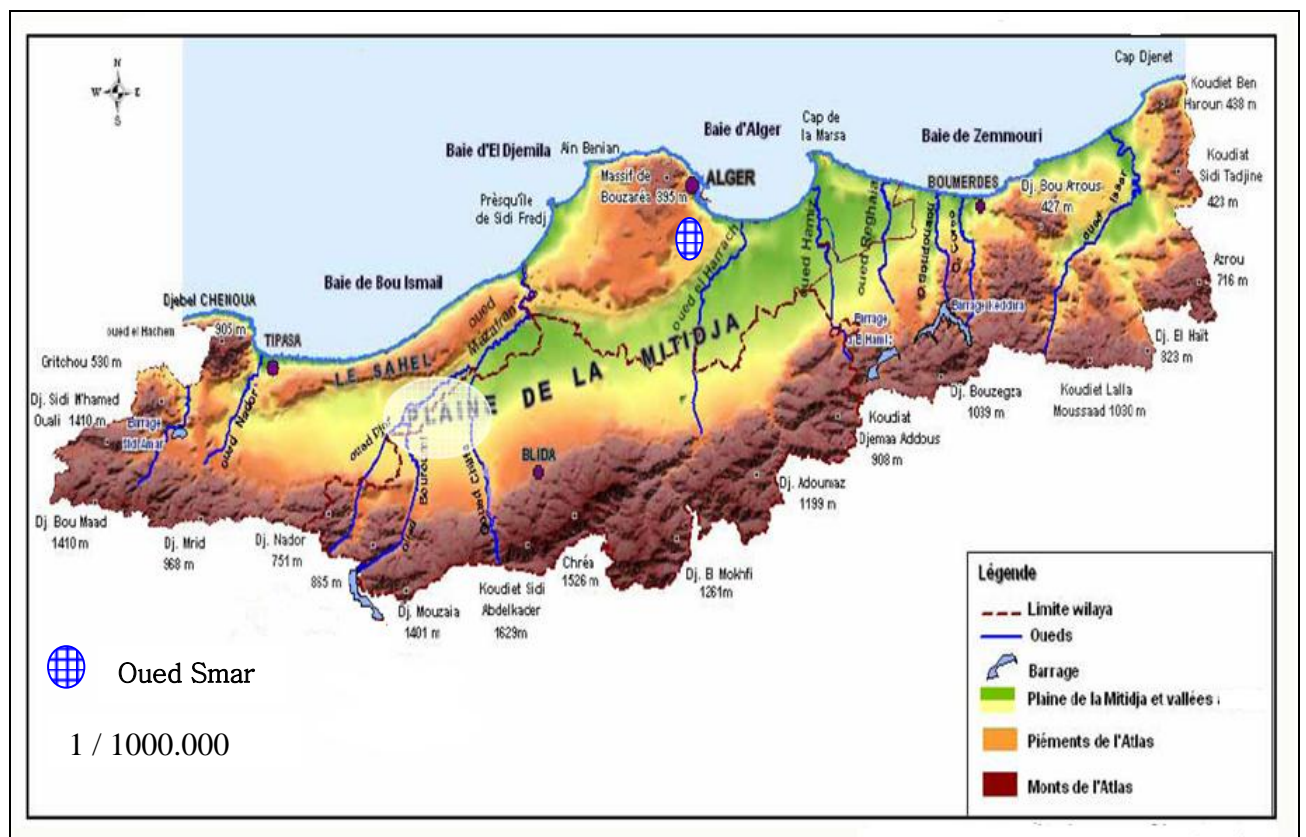 Cap Djenet
N
W E
S
Koudiet Ben
Haroun 438 m
Baie d'Alger
Cap de
la Marsa
Baie de Zemmouri
Baie d'El Djemila
Ain Benian
Koudiat
Sidi Tadjine
423 m
Massif de
Bouzaréa 395 m
ALGER
BOUMERDES
Dj. Bou Arrous
427 m
Prèsqu'île
de Sidi Fredj
oued Isser
oued Hamiz
oued Reghaia
O Boudouaou
oued el Harrach
Azrou
716 m
Baie de Bou Ismail
Djebel CHENOUA
905 m
oued el Hachen
TIPASA
oued
Mazafran
Barrage Keddara
Barrage
Gritchou 530 m
LE SAHEL
PLAINE DE LA MITIDJA
Dj. El Haït
823 m
Dj. Sidi M'hamed
Ouali 1410 m
Barrage
Sidi Amar
oued Nador
oued Djer
oued Bouroumi
Oued Chiffa
BLIDA
Dj. Bouzegza
1039 m
Koudiet Lalla
Moussaad 1030 m
Koudiat
Djemaa Addous
908 m
Dj. Adoumaz
1199 m
Dj. Bou Maad
1410 m
Dj. Mrid
968 m
Dj. Nador
751 m
865 m
Dj. Mouzaia
1401 m
Koudiet Sidi
Abdelkader
1629m
Chréa
1526 m
Dj. B Mokhfi
1261m
Oued Smar
1 / 1000.000
Légende
Limite wilaya
Oueds
Barrage
Plaine de la Mitidja et vallées
Piéments de l'Atlas
Monts de l'Atlas